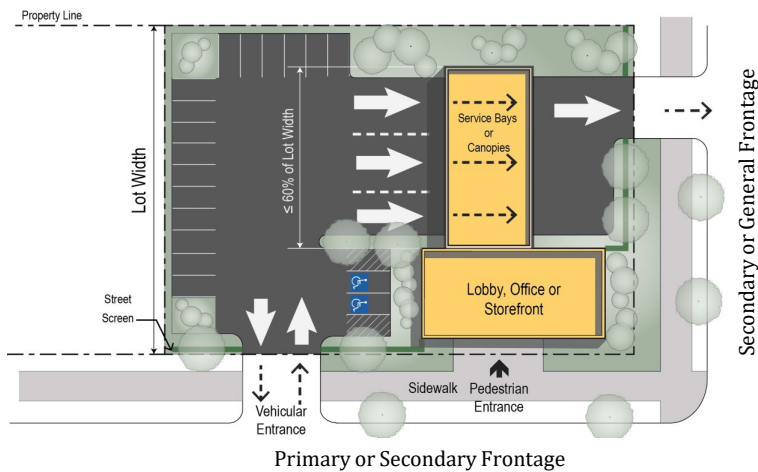 Property Line
Lot Width
≤ 60% of Lot Width
Service Bays
or
Canopies
Lobby, Office or
Storefront
Street
Screen
Sidewalk
Pedestrian
Entrance
Vehicular
Entrance
Secondary or General Frontage
Primary or Secondary Frontage